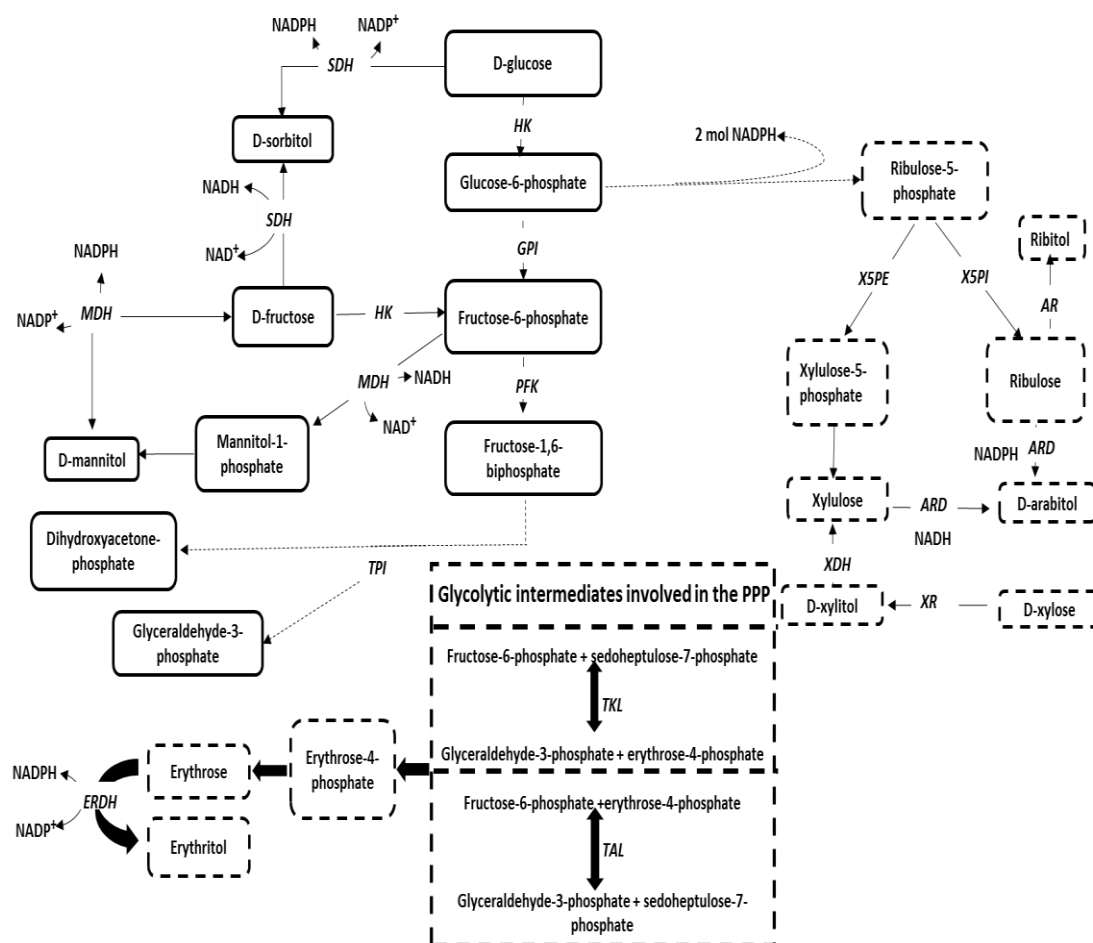 NADPH
NADP+
SDH
D-glucose
D-sorbitol
HK
2 mol NADPH
Glucose-6-phosphate
Ribulose-5-
phosphate
NADH
SDH
NAD+
GPI
Ribitol
NADPH
X5PE
X5PI
AR
MDH
NADP+
D-fructose
HK
Fructose-6-phosphate
Xylulose-5-
phosphate
Ribulose
MDH
NADH
NAD+
PFK
Mannitol-1-
phosphate
D-mannitol
Fructose-1,6-
biphosphate
NADPH
ARD
Xylulose
ARD
NADH
D-arabitol
Dihydroxyacetone-
phosphate
TPI
XDH
Glycolytic intermediates involved in the PPP
D-xylitol
XR
D-xylose
Glyceraldehyde-3-
phosphate
Fructose-6-phosphate + sedoheptulose-7-phosphate
TKL
Glyceraldehyde-3-phosphate + erythrose-4-phosphate
Erythrose-4-
phosphate
Erythrose
NADPH
ERDH
NADP+
Erythritol
Fructose-6-phosphate +erythrose-4-phosphate
TAL
Glyceraldehyde-3-phosphate + sedoheptulose-7-
phosphate